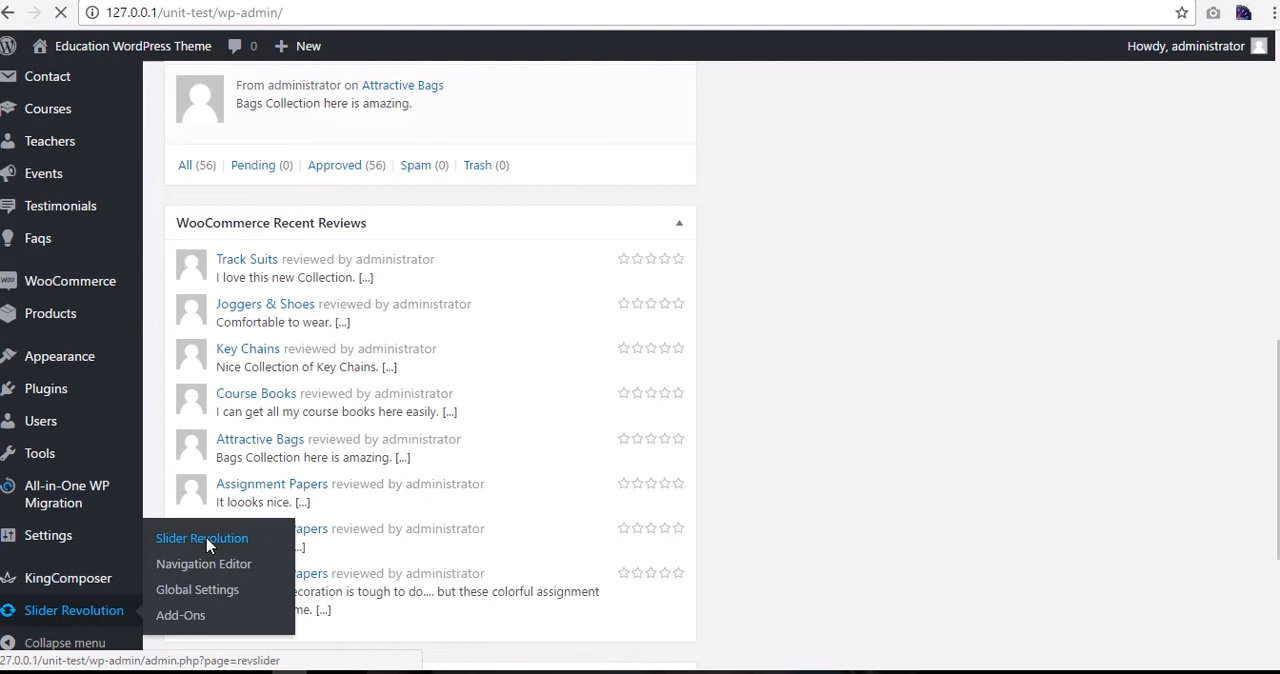 127.0.0.1/unit-test/wp-admin/
Education WordPress Theme 0 New Howdy, administrator
Contact
Courses
Teachers
Events
Testimonials
Faqs
WooCommerce
Products
Appearance
Plugins
Users
Tools
All-in-One WP
Migration
Settings
KingComposer
Slider Revolution
Collapse menu
From administrator on Attractive Bags
Bags Collection here is amazing.
All (56) | Pending (0) | Approved (56) | Spam (0) | Trash (0)
WooCommerce Recent Reviews
Track Suits reviewed by administrator
I love this new Collection. [...]
Joggers & Shoes reviewed by administrator
Comfortable to wear. [...]
Key Chains reviewed by administrator
Nice Collection of Key Chains. [...]
Course Books reviewed by administrator
I can get all my course books here easily. [...]
Attractive Bags reviewed by administrator
Bags Collection here is amazing. [...]
Assignment Papers reviewed by administrator
It loooks nice. [...]
apers reviewed by administrator
...]
apers reviewed by administrator
ecoration is tough to do.... but these colorful assignment
me. [...]
Slider Revolution
Navigation Editor
Global Settings
Add-Ons
27.0.0.1/unit-test/wp-admin/admin.php?page=revslider